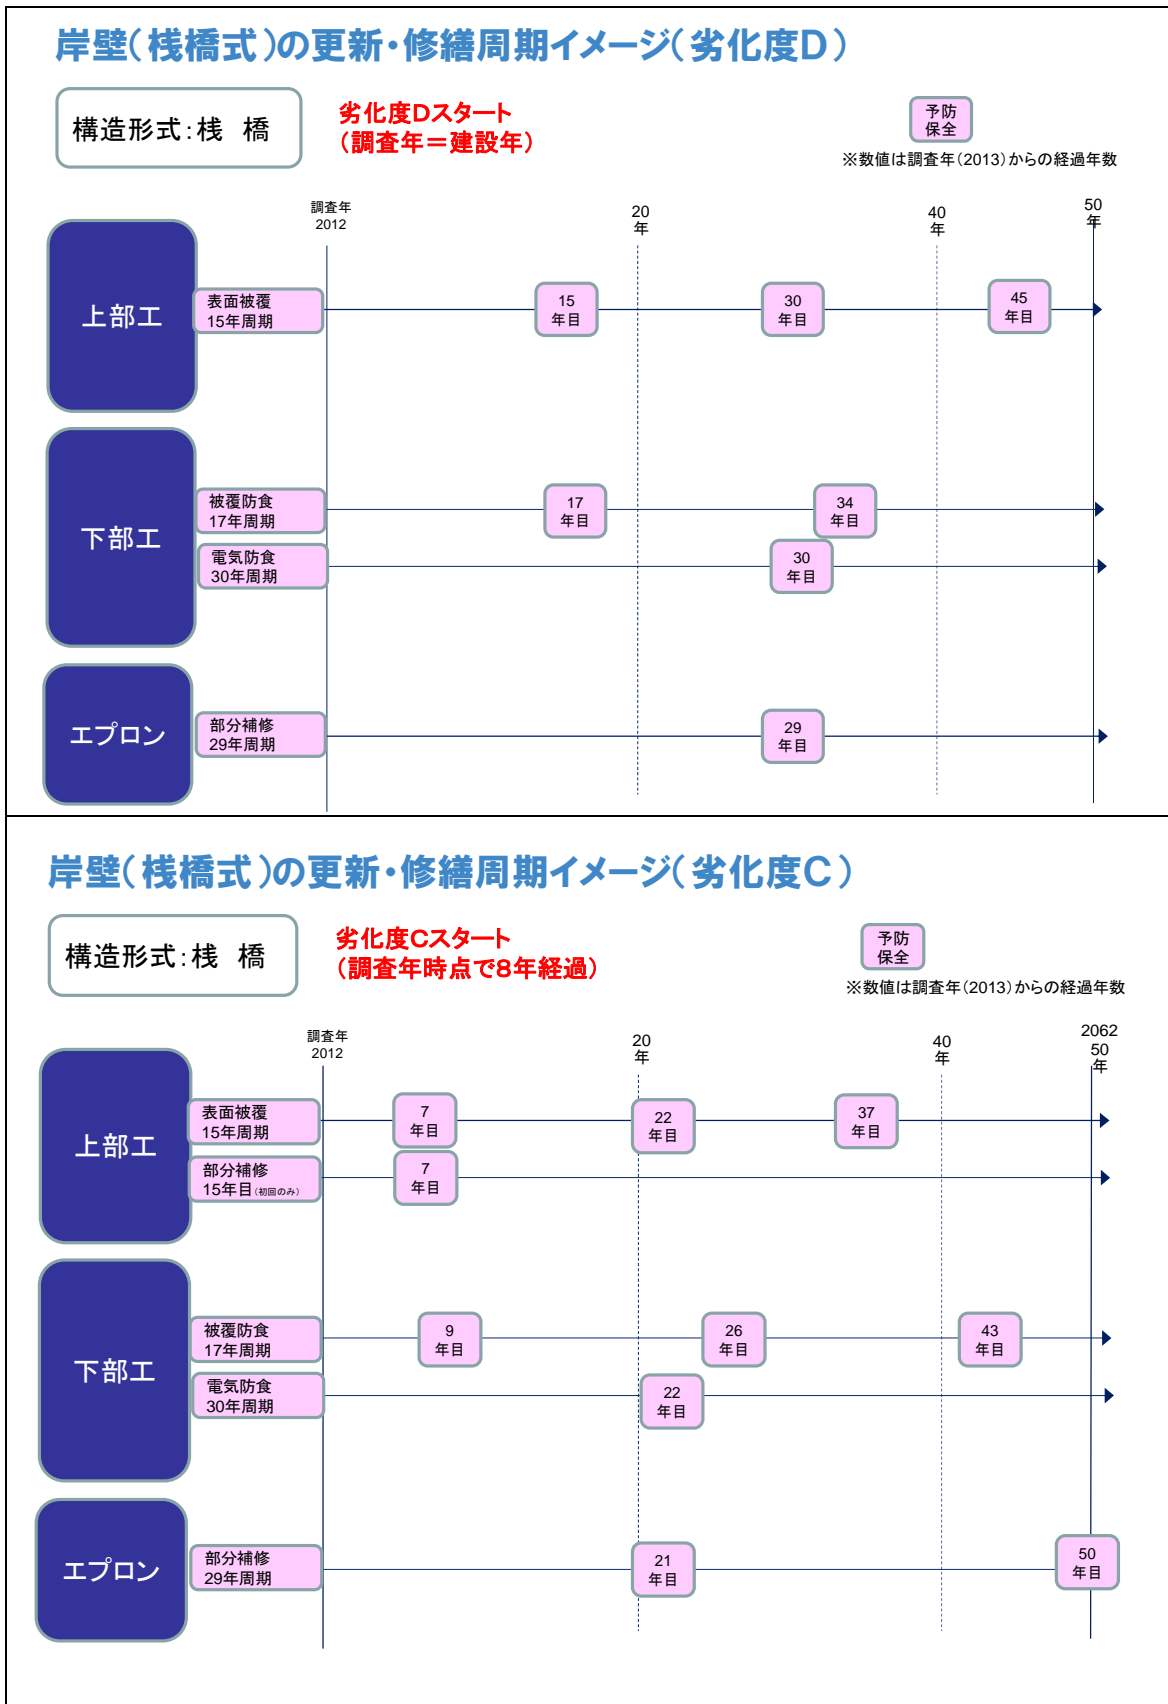 岸壁(桟橋式)の更新・修繕周期イメージ(劣化度D)
構造形式:桟　橋
劣化度Dスタート
(調査年=建設年)
予防
保全
※数値は調査年(2013)からの経過年数
調査年
2012
20
年
40
年
50
年
上部工
表面被覆
15年周期
15
年目
30
年目
45
年目
下部工
被覆防食
17年周期
17
年目
34
年目
電気防食
30年周期
30
年目
エプロン
部分補修
29年周期
29
年目
岸壁(桟橋式)の更新・修繕周期イメージ(劣化度C)
構造形式:桟　橋
劣化度Cスタート
(調査年時点で8年経過)
予防
保全
※数値は調査年(2013)からの経過年数
調査年
2012
20
年
40
年
2062
50
年
上部工
表面被覆
15年周期
7
年目
22
年目
37
年目
部分補修
15年目(初回のみ)
7
年目
下部工
被覆防食
17年周期
9
年目
26
年目
43
年目
電気防食
30年周期
22
年目
エプロン
部分補修
29年周期
21
年目
50
年目